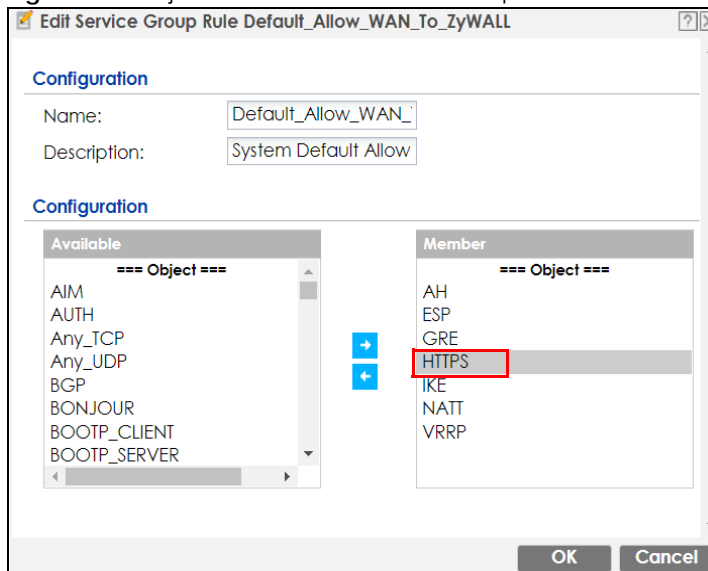 Edit Service Group Rule Default_Allow_WAN_To_ZyWALL
Configuration
Name: Default_Allow_WAN_
Description: System Default Allow
Configuration
Available
=== Object ===
AIM
AUTH
Any_TCP
Any_UDP
BGP
BONJOUR
BOOTP_CLIENT
BOOTP_SERVER
Member
=== Object ===
AH
ESP
GRE
HTTPS
IKE
NATT
VRRP
OK Cancel